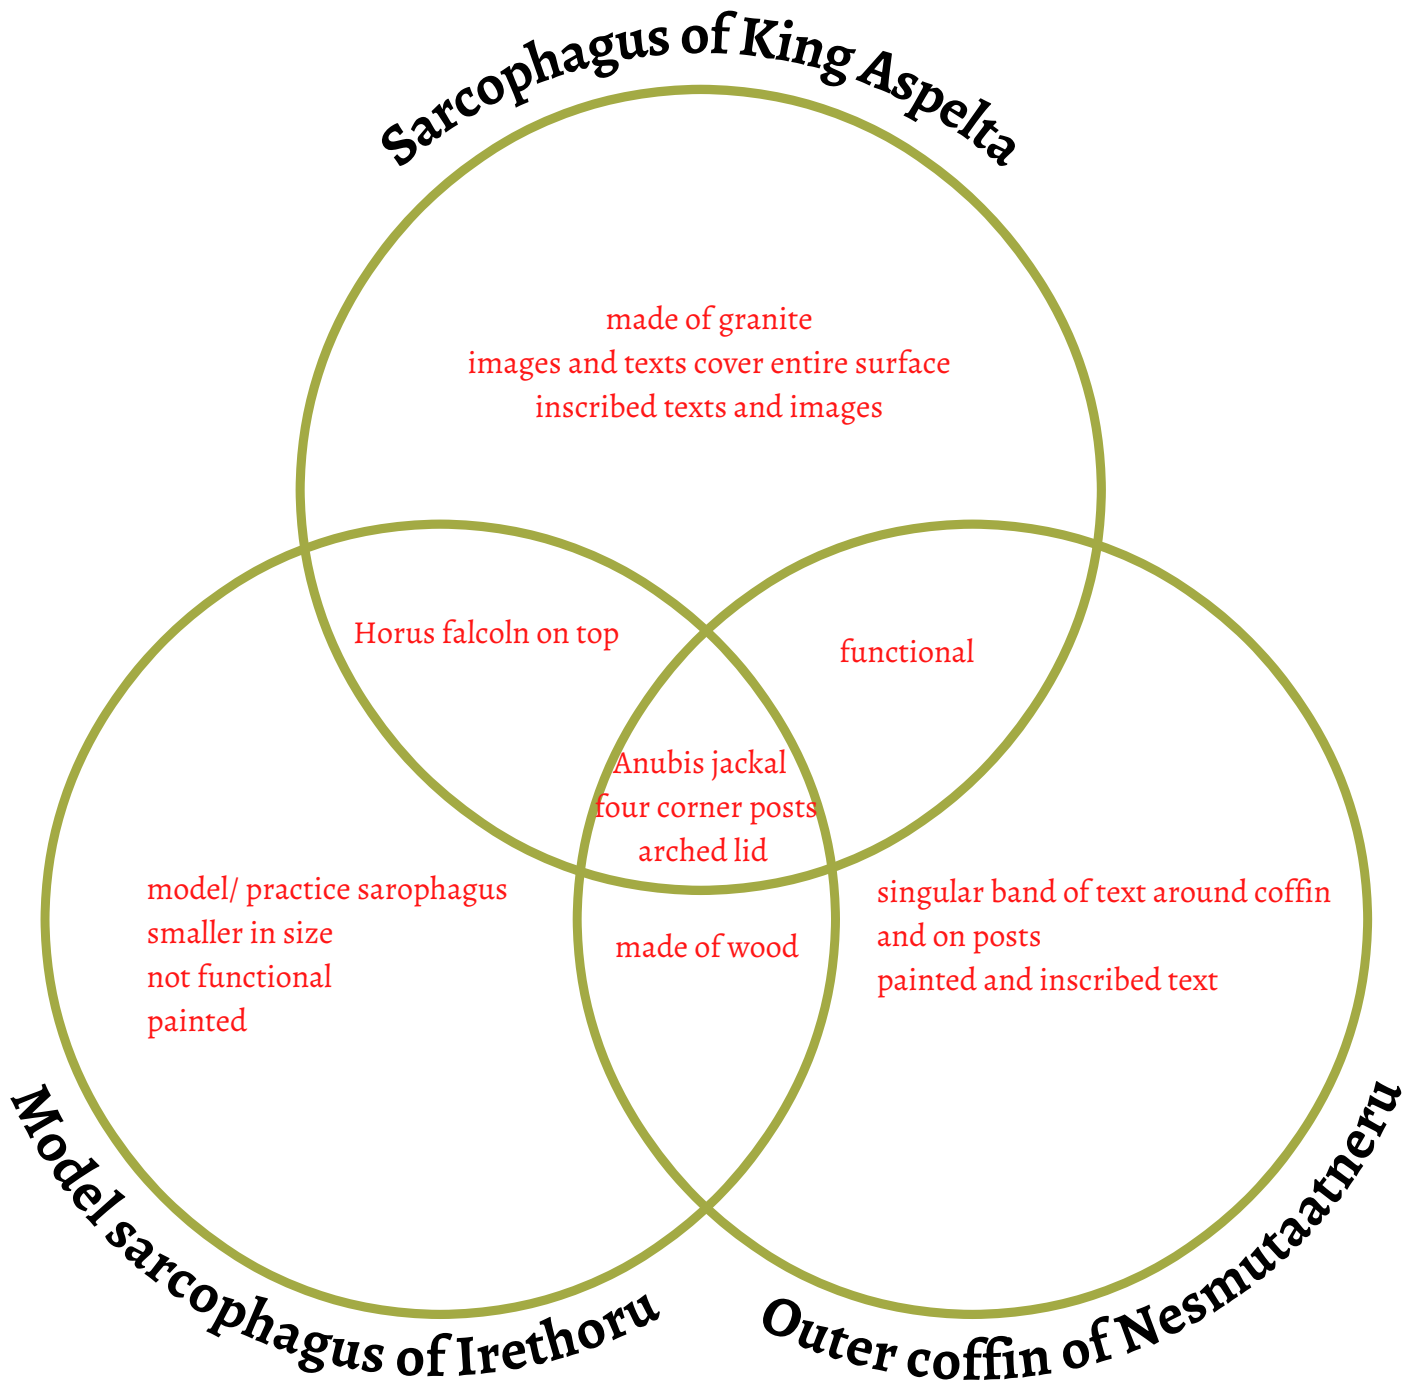 Sarcophagus of King Aspelta
made of granite
images and texts cover entire surface
inscribed texts and images
Horus falcoln on top
functional
Anubis jackal
four corner posts
arched lid
model/ practice sarophagus
smaller in size
not functional
painted
made of wood
singular band of text around coffin
and on posts
painted and inscribed text
Model sarcophagus of Irethoru
Outer coffin of Nesmutaatneru